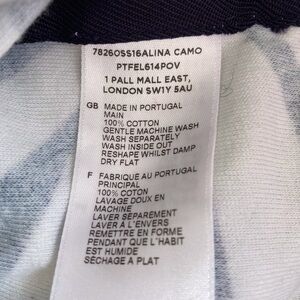 78260SS16ALINA CAMO
PTFEL614POV
1 PALL MALL EAST,
LONDON SW1Y 5AU
GB MADE IN PORTUGAL
MAIN
100% COTTON
GENTLE MACHINE WASH
WASH SEPARATELY
WASH INSIDE OUT
RESHAPE WHILST DAMP
DRY FLAT
F FABRIQUE AU PORTUGAL
PRINCIPAL
100% COTON
LAVAGE DOUX EN
MACHINE
LAVER SÉPAREMENT
LAVER À L'ENVERS
REMETTRE EN FORME
PENDANT QUE L'HABIT
EST HUMIDE
SÉCHAGE A PLAT